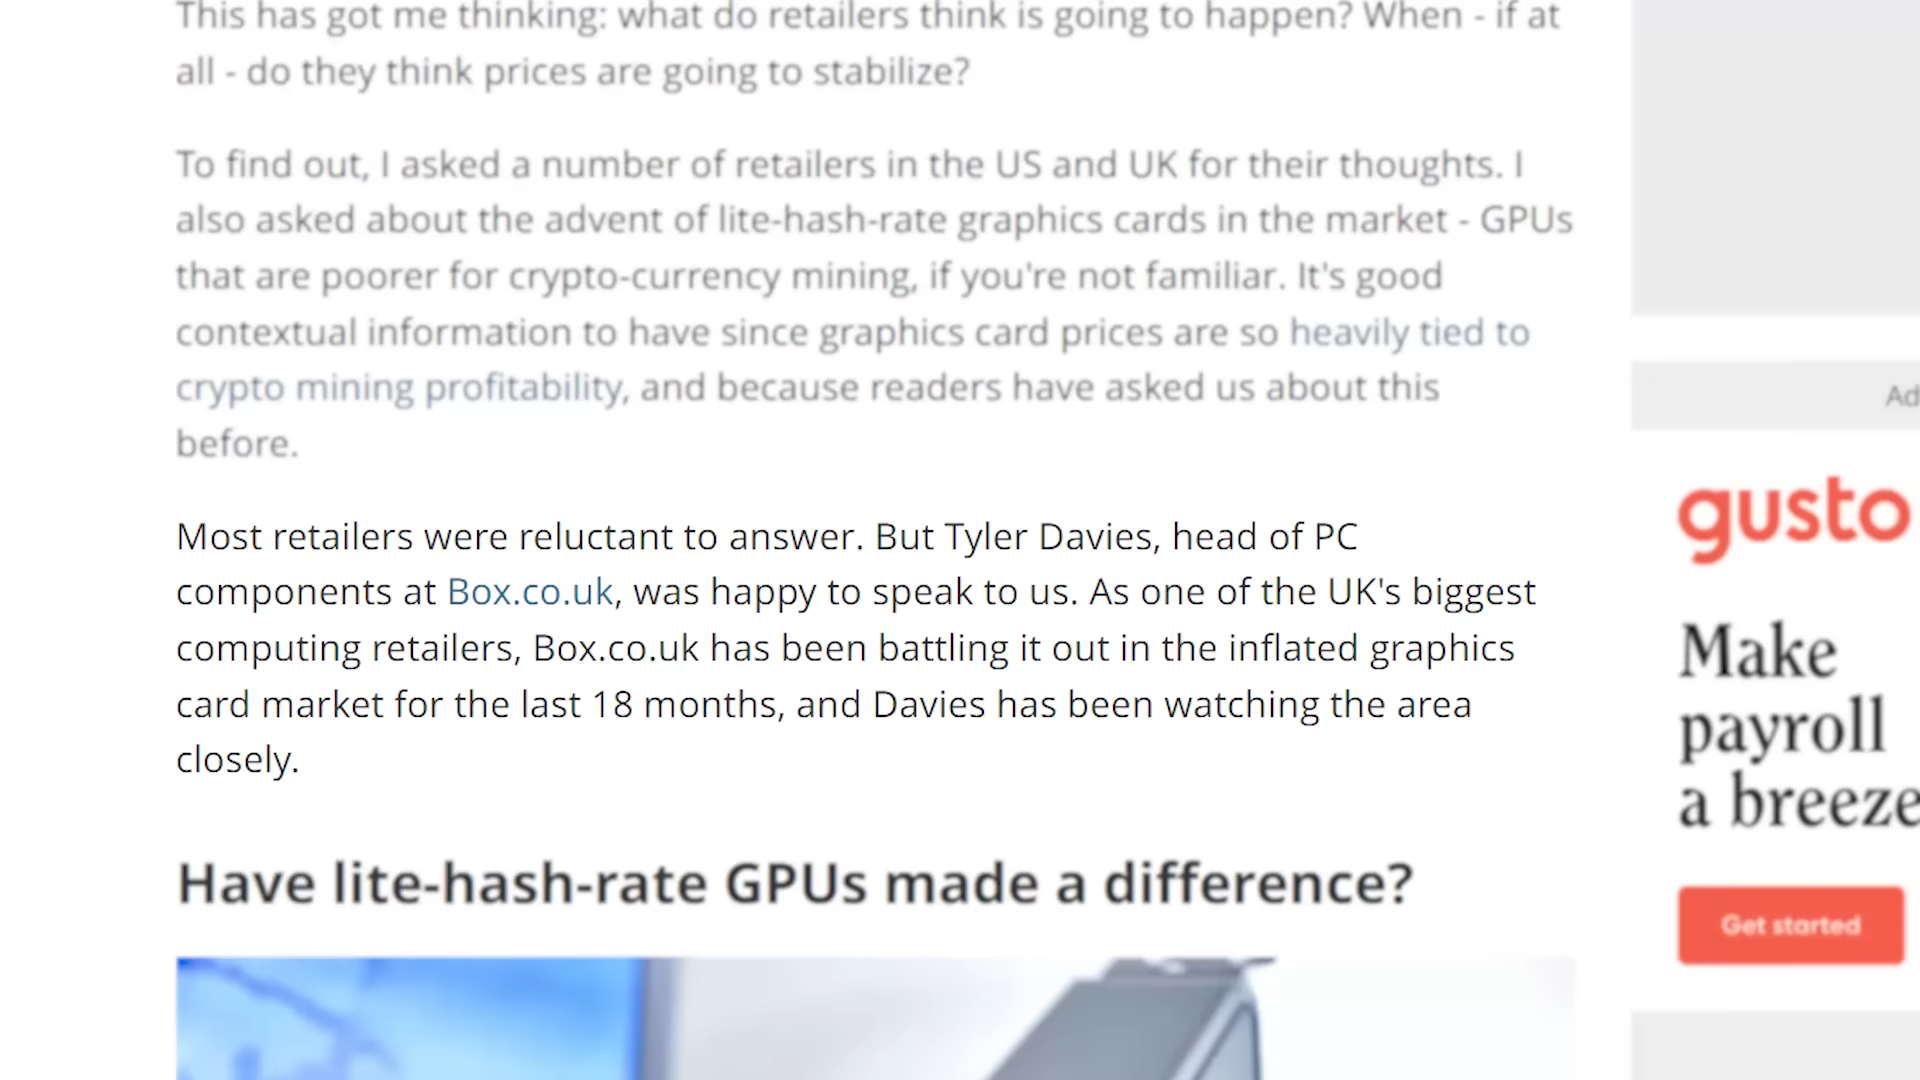 This has got me thinking: what do retailers think is going to happen? When - if at
all - do they think prices are going to stabilize?
To find out, I asked a number of retailers in the US and UK for their thoughts. I
also asked about the advent of lite-hash-rate graphics cards in the market - GPUs
that are poorer for crypto-currency mining, if you're not familiar. It's good
contextual information to have since graphics card prices are so heavily tied to
crypto mining profitability, and because readers have asked us about this
before.
Most retailers were reluctant to answer. But Tyler Davies, head of PC
components at Box.co.uk, was happy to speak to us. As one of the UK's biggest
computing retailers, Box.co.uk has been battling it out in the inflated graphics
card market for the last 18 months, and Davies has been watching the area
closely.
Have lite-hash-rate GPUs made a difference?
Ad
gusto
Make
payroll
a breeze
Get started